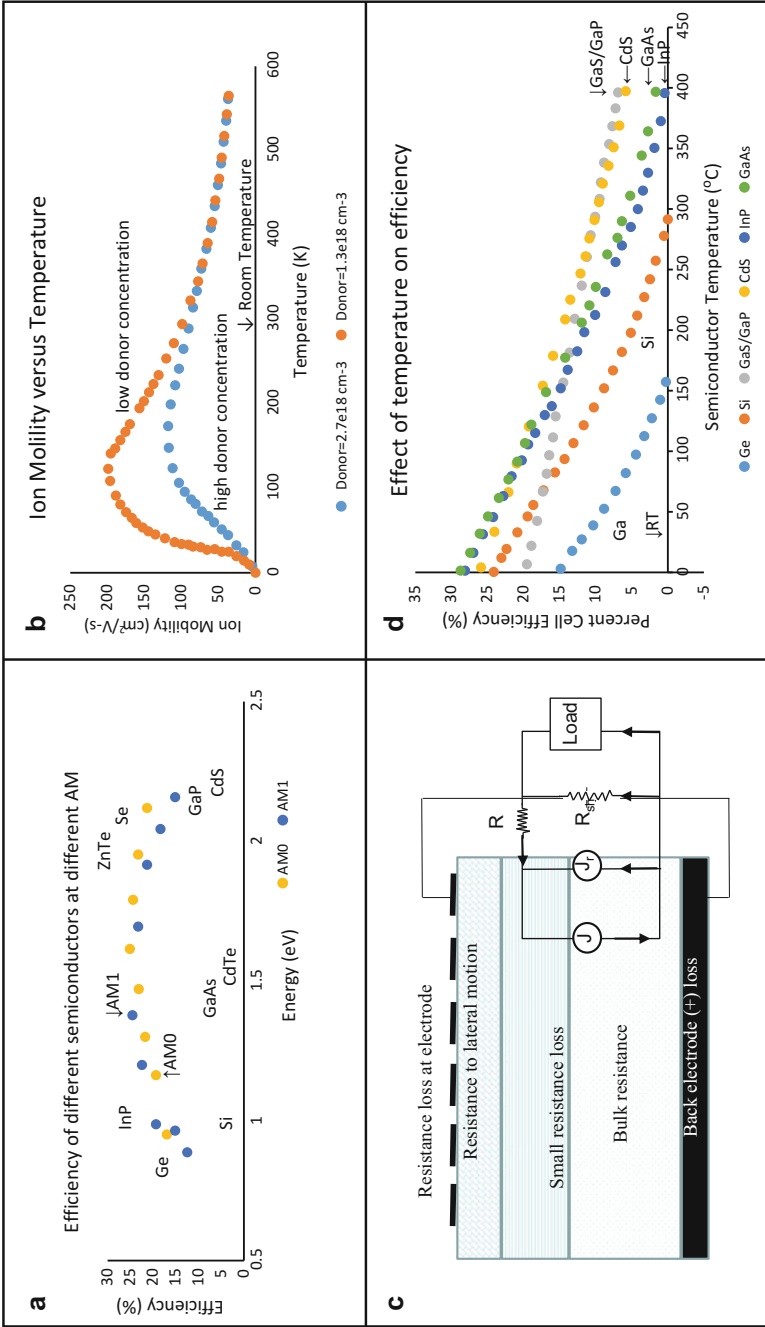 a
Efficiency of different semiconductors at different AM
Efficiency (%)
30
25
20
15
10
5
0
0.5
1
1.5
2
2.5
Ge
InP
Si
↑AM0
↓AM1
GaAs
CdTe
ZnTe
Se
GaP
CdS
Energy (eV)
AM0
AM1
b
Ion Molility versus Temperature
Ion Mobility (cm²/V-s)
250
200
150
100
50
0
0
100
200
300
400
500
600
low donor concentration
high donor concentration
↓ Room Temperature
Temperature (K)
Donor=2.7e18 cm-3
Donor=1.3e18 cm-3
c
Resistance loss at electrode
Resistance to lateral motion
Small resistance loss
Bulk resistance
Back electrode (+) loss
J
Jr
R
Rsh
Load
d
Effect of temperature on efficiency
Percent Cell Efficiency (%)
35
30
25
20
15
10
5
0
-5
0
50
100
150
200
250
300
350
400
450
Ga
↓RT
Si
↓GaS/GaP
←CdS
←GaAs
←InP
Semiconductor Temperature (°C)
Ge
Si
GaS/GaP
CdS
InP
GaAs